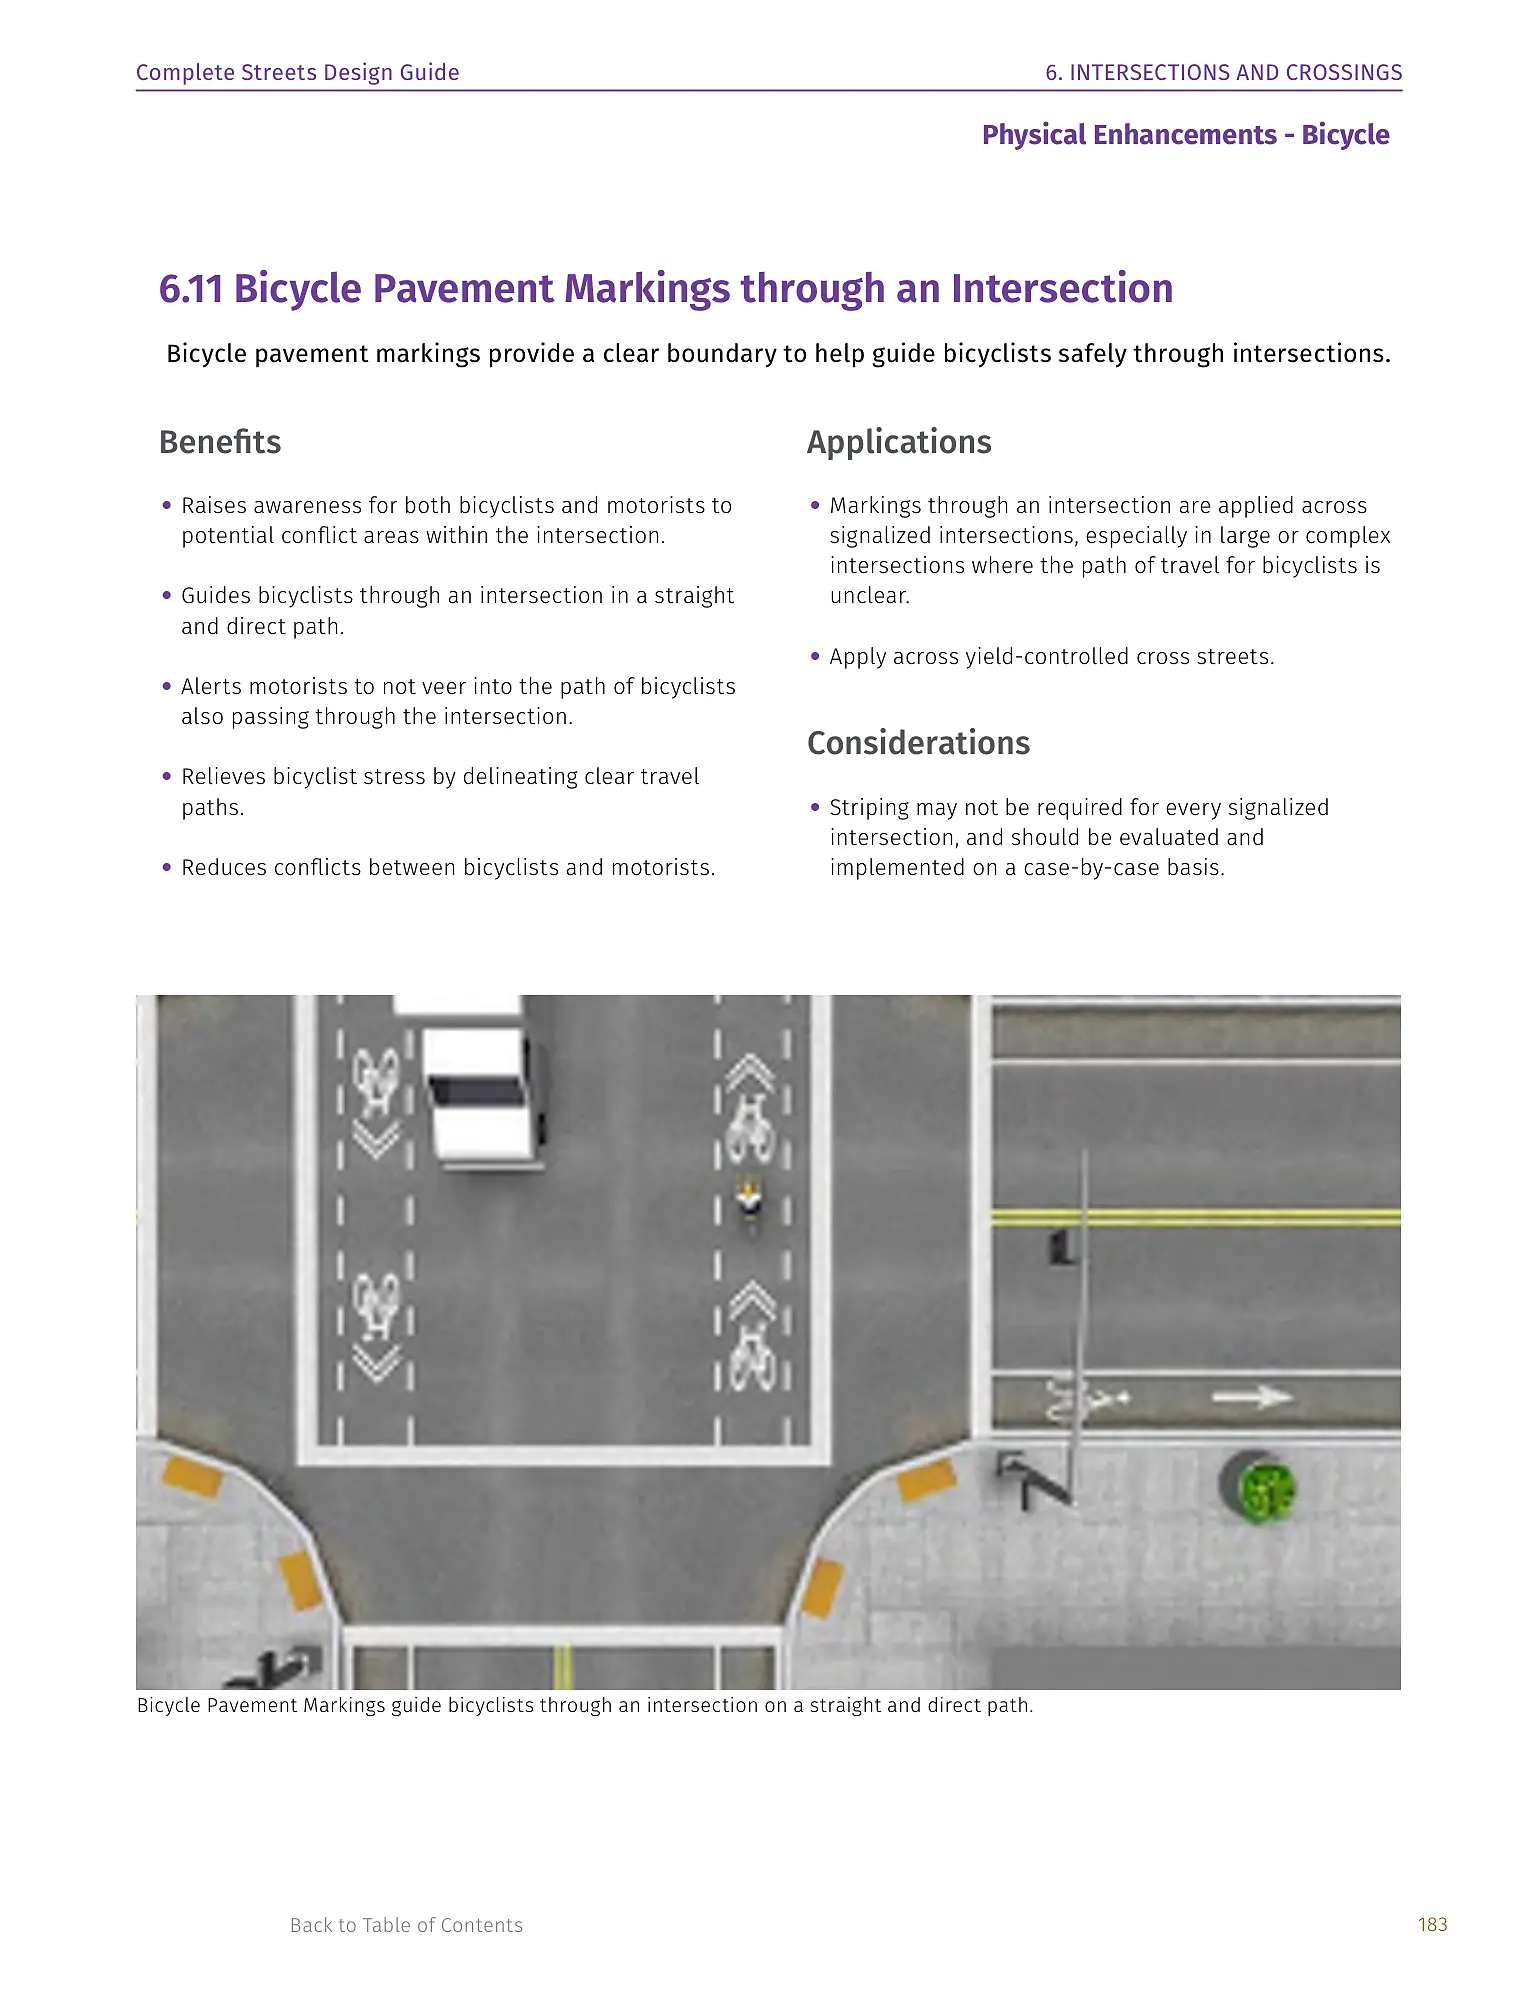 Complete Streets Design Guide
6. INTERSECTIONS AND CROSSINGS
Physical Enhancements - Bicycle
6.11 Bicycle Pavement Markings through an Intersection
Bicycle pavement markings provide a clear boundary to help guide bicyclists safely through intersections.
Benefits
• Raises awareness for both bicyclists and motorists to
potential conflict areas within the intersection.
• Guides bicyclists through an intersection in a straight
and direct path.
• Alerts motorists to not veer into the path of bicyclists
also passing through the intersection.
• Relieves bicyclist stress by delineating clear travel
paths.
• Reduces conflicts between bicyclists and motorists.
Applications
• Markings through an intersection are applied across
signalized intersections, especially in large or complex
intersections where the path of travel for bicyclists is
unclear.
• Apply across yield-controlled cross streets.
Considerations
• Striping may not be required for every signalized
intersection, and should be evaluated and
implemented on a case-by-case basis.
Bicycle Pavement Markings guide bicyclists through an intersection on a straight and direct path.
Back to Table of Contents
183